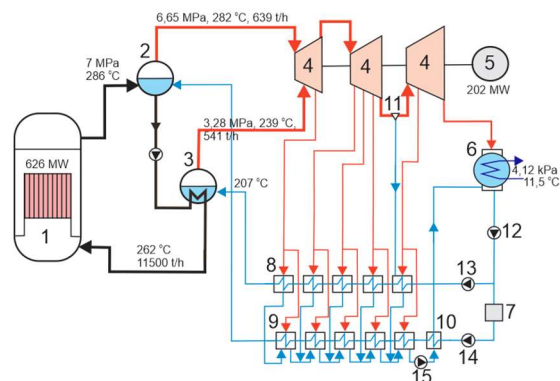 6,65 MPa, 282 °C, 639 t/h
2
7 MPa
286 °C
4
4
4
5
202 MW
11
3,28 MPa, 239 °C,
541 t/h
3
6
4,12 kPa
11,5 °C
626 MW
1
207 °C
12
262 °C
11500 t/h
8
13
7
9
10
14
15